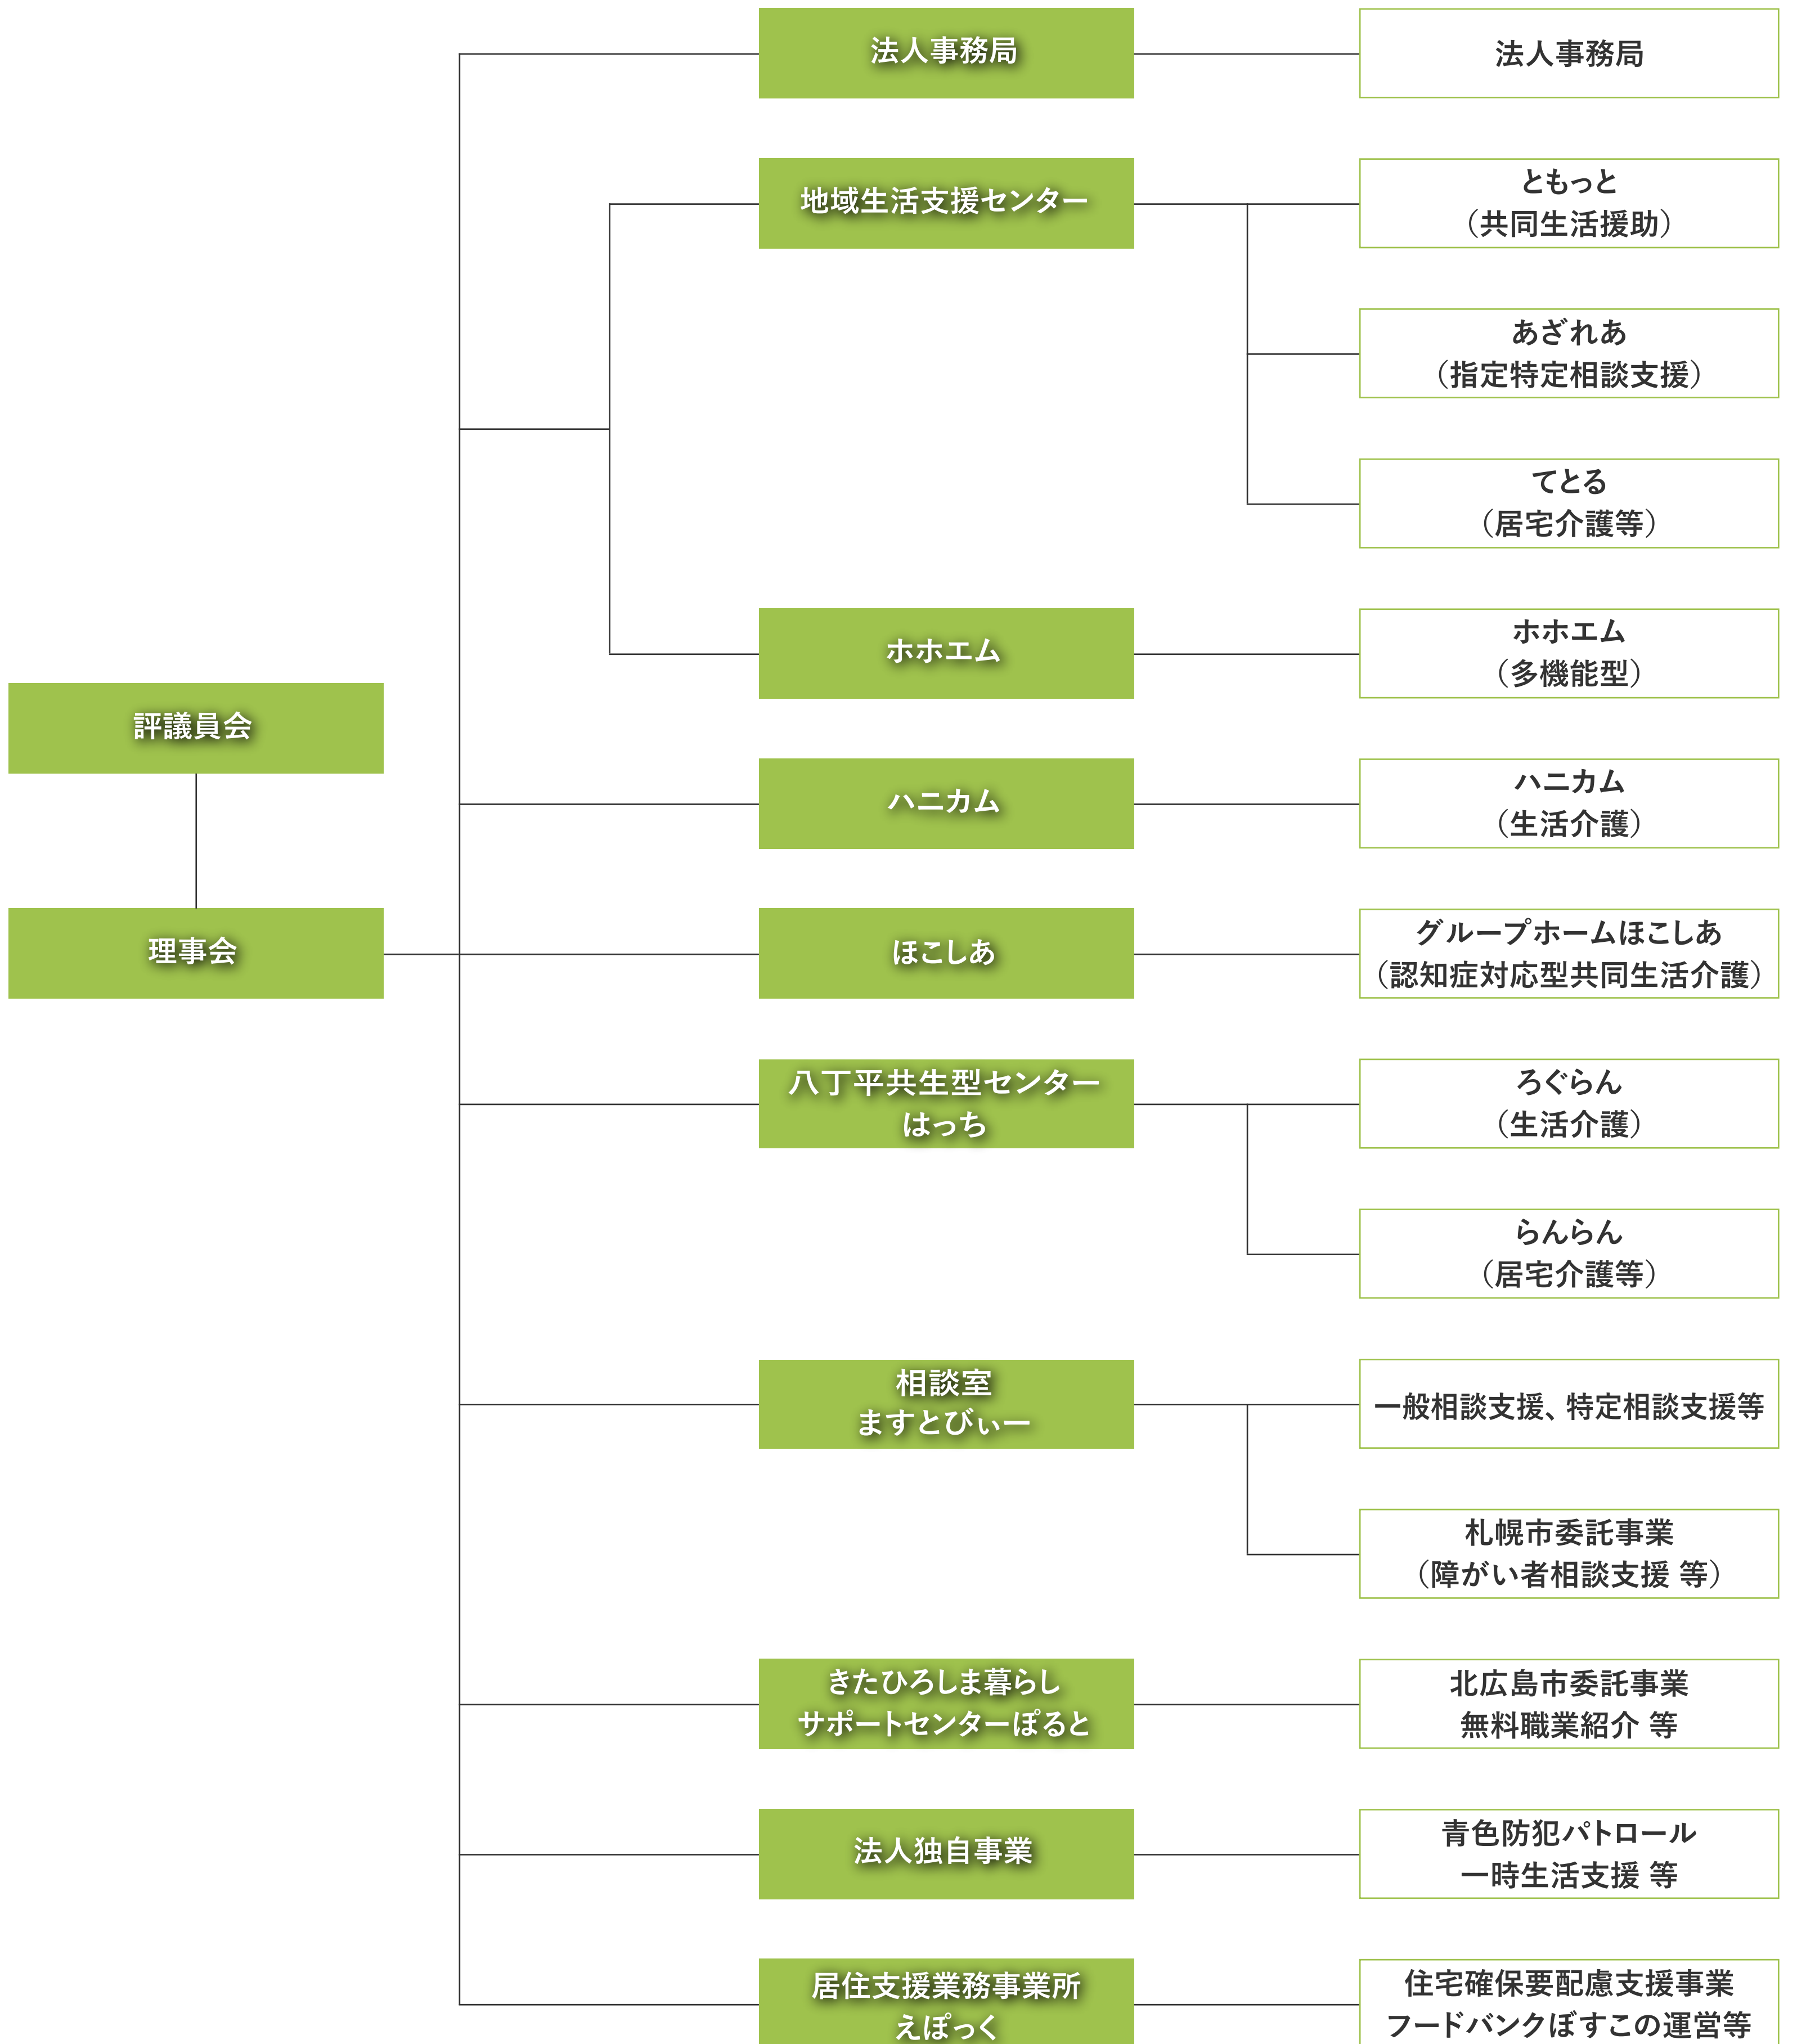 評議員会
理事会
法人事務局
法人事務局
地域生活支援センター
ともっと
（共同生活援助）
あざれあ
（指定特定相談支援）
てとる
（居宅介護等）
ホホエム
ホホエム
（多機能型）
ハニカム
ハニカム
（生活介護）
ほこしあ
グループホームほこしあ
（認知症対応型共同生活介護）
八丁平共生型センター
はっち
ろぐらん
（生活介護）
らんらん
（居宅介護等）
相談室
ますとびぃー
一般相談支援、特定相談支援等
札幌市委託事業
（障がい者相談支援 等）
きたひろしま暮らし
サポートセンターぽると
北広島市委託事業
無料職業紹介 等
法人独自事業
青色防犯パトロール
一時生活支援 等
居住支援業務事業所
えぽっく
住宅確保要配慮支援事業
フードバンクぽすこの運営等